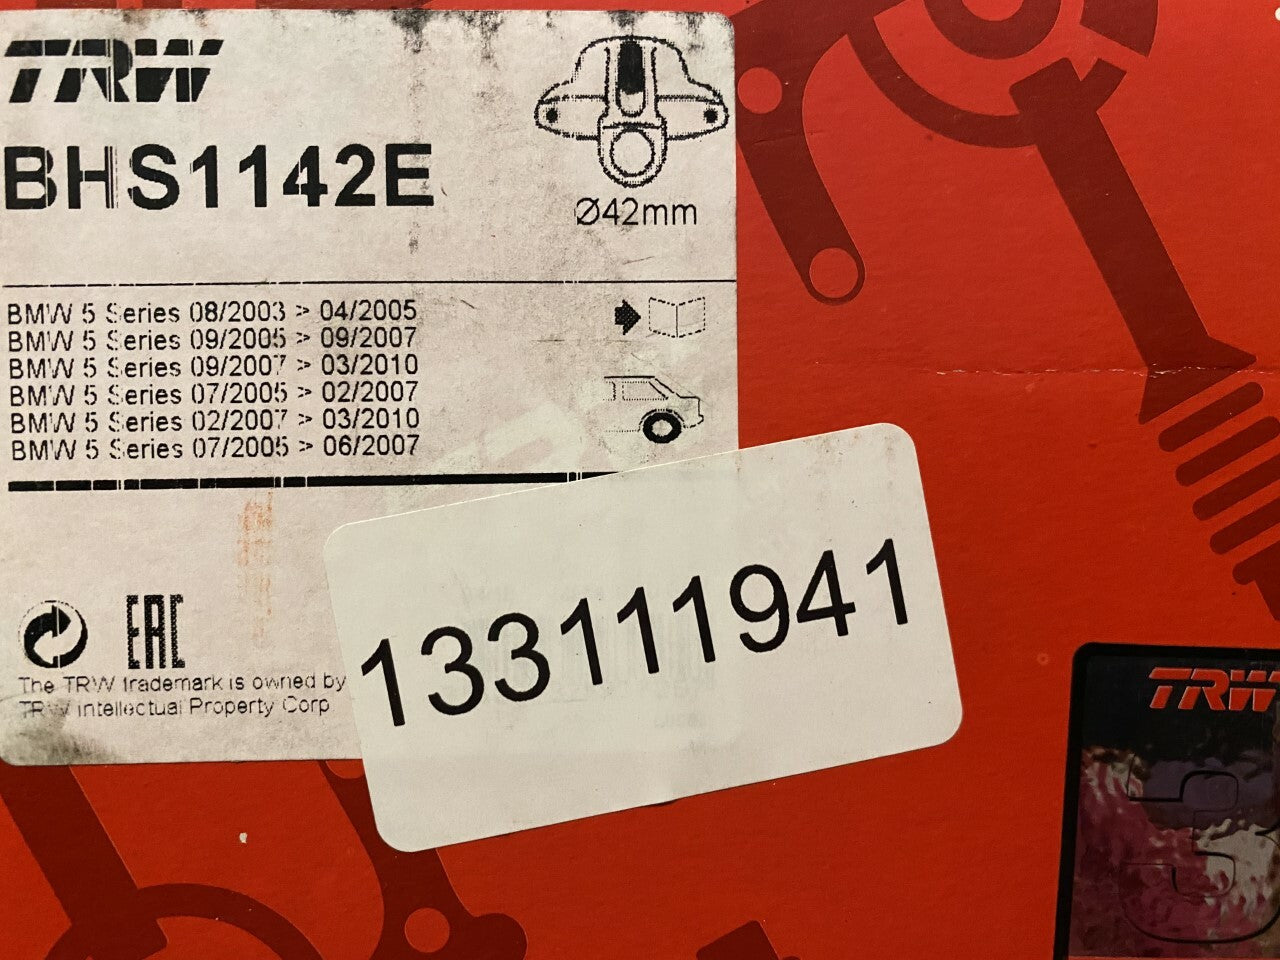 TRW
BHS1142E
Ø42mm
BMW 5 Series 08/2003 > 04/2005
BMW 5 Series 09/2005 > 09/2007
BMW 5 Series 09/2007 > 03/2010
BMW 5 Series 07/2005 > 02/2007
BMW 5 Series 02/2007 > 03/2010
BMW 5 Series 07/2005 > 06/2007
EAC
The TRW trademark is owned by
TRW Intellectual Property Corp
133111941
TRW
3